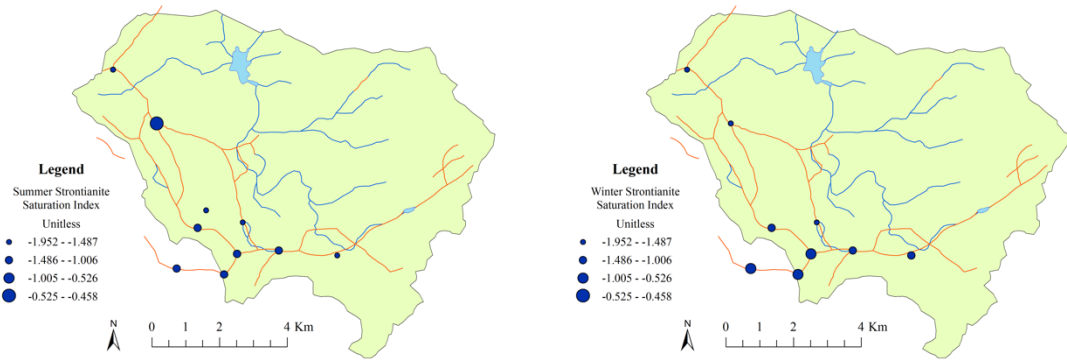 Legend
Summer Strontianite
Saturation Index
Unitless
-1.952 - -1.487
-1.486 - -1.006
-1.005 - -0.526
-0.525 - -0.458
N
0 1 2 4 Km
Legend
Winter Strontianite
Saturation Index
Unitless
-1.952 - -1.487
-1.486 - -1.006
-1.005 - -0.526
-0.525 - -0.458
N
0 1 2 4 Km